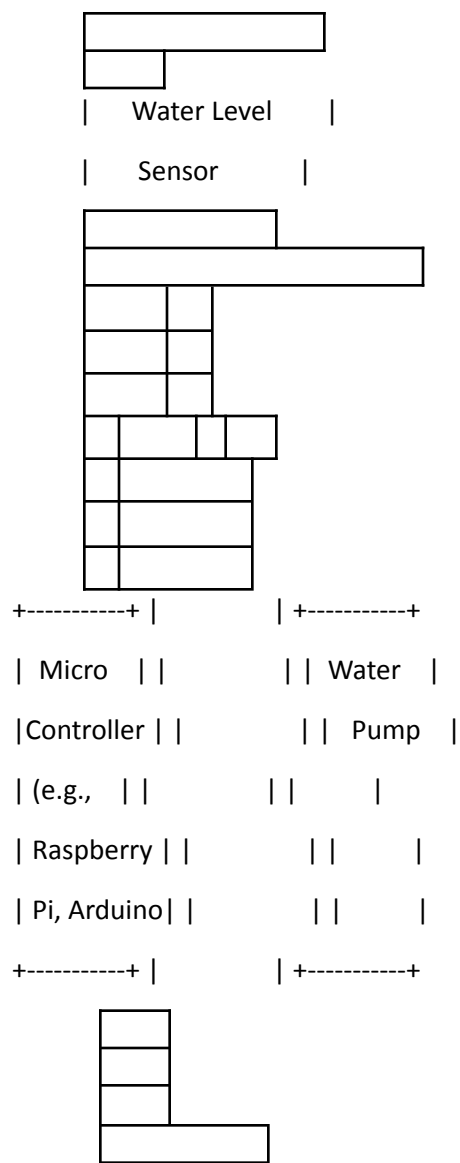 | Water Level |
| Sensor |
+-----------+ | | +-----------+
| Micro | | | | Water |
|Controller | | | | Pump |
| (e.g., | | | | |
| Raspberry | | | | |
| Pi, Arduino| | | | |
+-----------+ | | +-----------+